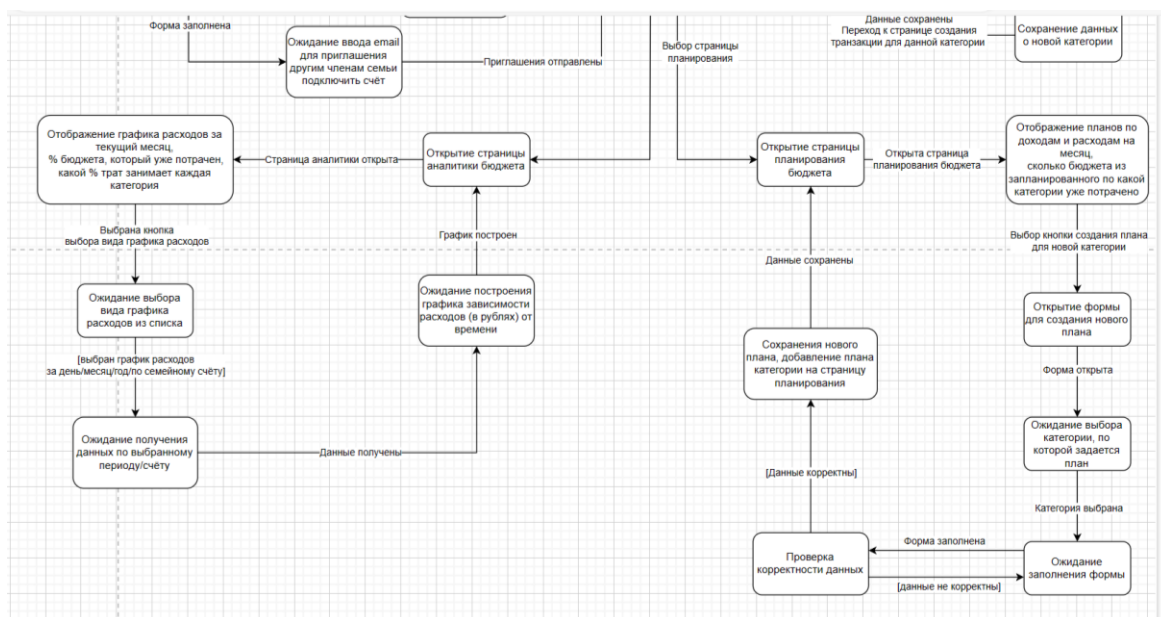 Форма заполнена
Ожидание ввода email
для приглашения
другим членам семьи
подключить счёт
Приглашения отправлены
Выбор страницы
планирования
Данные сохранены
Переход к странице создания
транзакции для данной категории
Сохранение данных
о новой категории
Отображение графика расходов за
текущий месяц,
% бюджета, который уже потрачен,
какой % трат занимает каждая
категория
Страница аналитики открыта
Открытие страницы
аналитики бюджета
Открытие страницы
планирования
бюджета
Открыта страница
планирования бюджета
Отображение планов по
доходам и расходам на
месяц,
сколько бюджета из
запланированного по какой
категории уже потрачено
Выбрана кнопка
выбора вида графика расходов
График построен
Выбор кнопки создания плана
для новой категории
Данные сохранены
Ожидание выбора
вида графика
расходов из списка
Ожидание построения
графика зависимости
расходов (в рублях) от
времени
Открытие формы
для создания нового
плана
[выбран график расходов
за день/месяц/год/по семейному счёту]
Сохранения нового
плана, добавление плана
категории на страницу
планирования
Форма открыта
Ожидание получения
данных по выбранному
периоду/счёту
Данные получены
Ожидание выбора
категории, по
которой задается
план
[Данные корректны]
Категория выбрана
Проверка
корректности данных
Форма заполнена
[данные не корректны]
Ожидание
заполнения формы